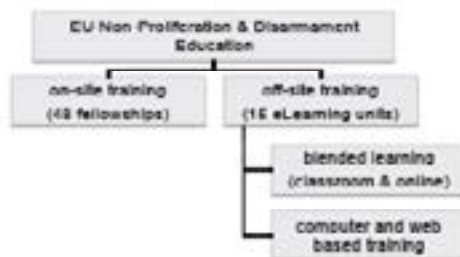 EU Non-Proliferation & Disarmament
Education
on-site training
(48 fellowships)
off-site training
(15 eLearning units)
blended learning
(classroom & online)
computer and web
based training